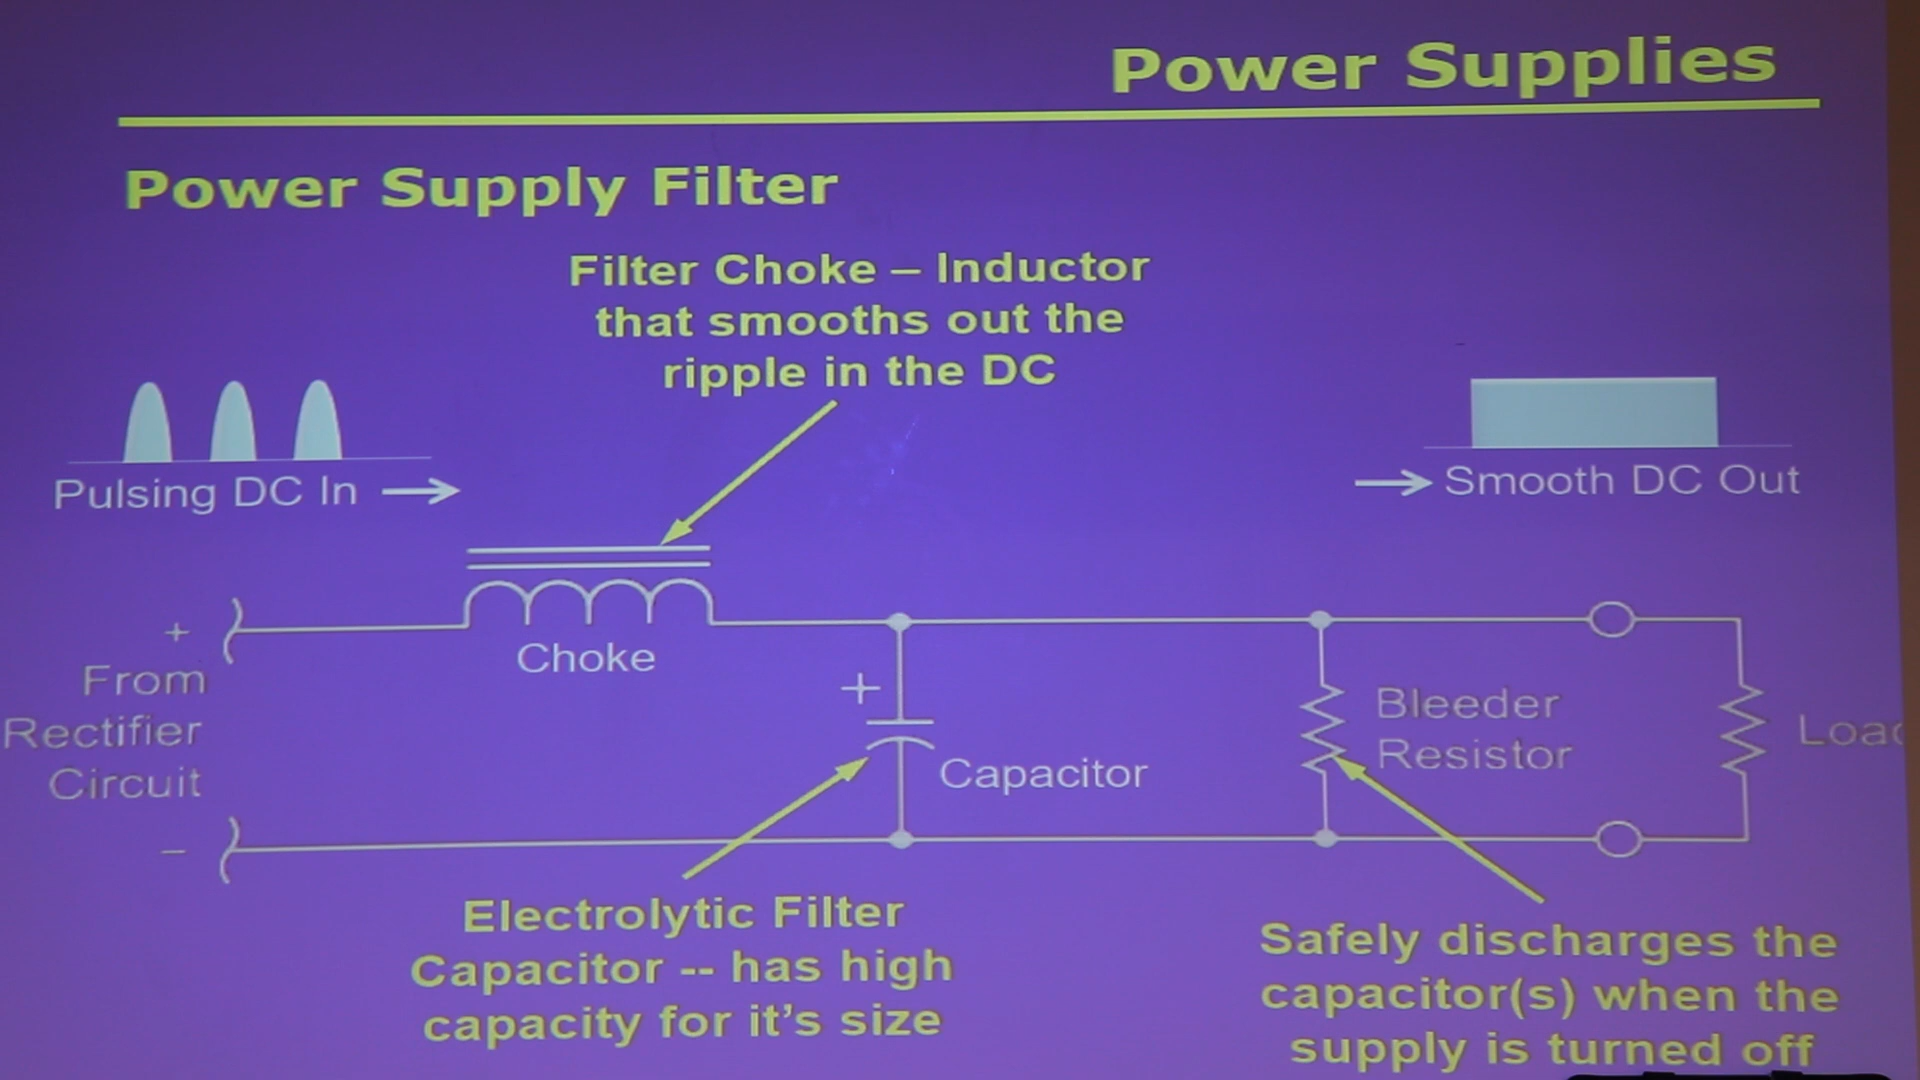 Power Supplies
Power Supply Filter
Filter Choke – Inductor
that smooths out the
ripple in the DC
Pulsing DC In
Smooth DC Out
+
From
Rectifier
Circuit
–
Choke
+
Capacitor
Bleeder
Resistor
Electrolytic Filter
Capacitor -- has high
capacity for it's size
Safely discharges the
capacitor(s) when the
supply is turned off